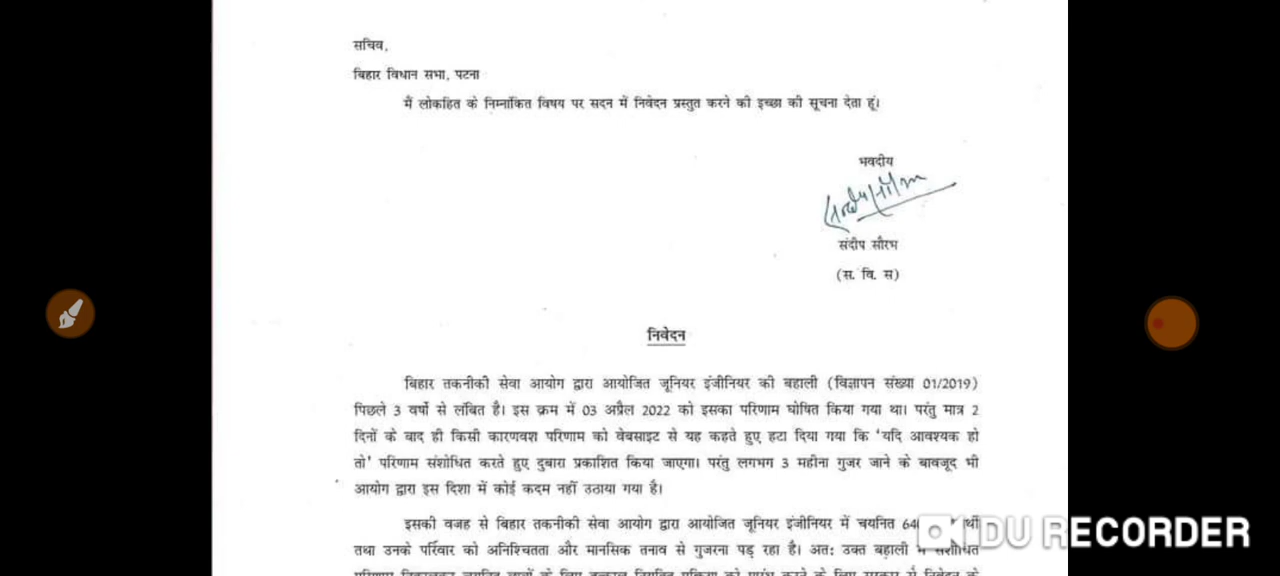 सचिव,
बिहार विधान सभा, पटना
मैं लोकहित के निम्नांकित विषय पर सदन में निवेदन प्रस्तुत करने की इच्छा की सूचना देता हूं।
भवदीय
संदीप सौरभ
(स. वि. स)
निवेदन
बिहार तकनीकी सेवा आयोग द्वारा आयोजित जूनियर इंजीनियर की बहाली (विज्ञापन संख्या 01/2019)
पिछले 3 वर्षो से लंबित है। इस क्रम में 03 अप्रैल 2022 को इसका परिणाम घोषित किया गया था। परंतु मात्र 2
दिनों के बाद ही किसी कारणवश परिणाम को वेबसाइट से यह कहते हुए हटा दिया गया कि 'यदि आवश्यक हो
तो' परिणाम संशोधित करते हुए दुबारा प्रकाशित किया जाएगा। परंतु लगभग 3 महीना गुजर जाने के बावजूद भी
आयोग द्वारा इस दिशा में कोई कदम नहीं उठाया गया है।
इसकी वजह से बिहार तकनीकी सेवा आयोग द्वारा आयोजित जूनियर इंजीनियर में चयनित
तथा उनके परिवार को अनिश्चितता और मानसिक तनाव से गुजरना पड़ रहा है। अत: उक्त बहाली में संशोधित
DU RECORDER